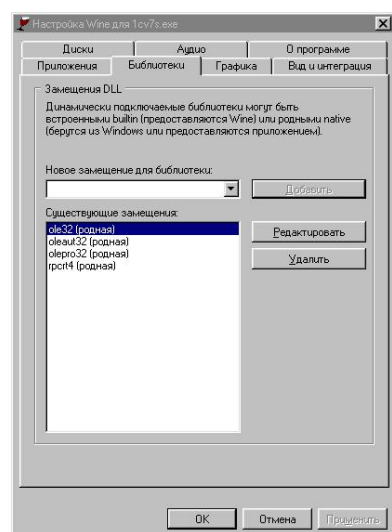 Настройка Wine для 1cv7s.exe
Диски Аудио О программе
Приложения Библиотеки Графика Вид и интеграция
Замещения DLL
Динамически подключаемые библиотеки могут быть
встроенными builtin (предоставляются Wine) или родными native
(берутся из Windows или предоставляются приложением).
Новое замещение для библиотеки:
Добавить
Существующие замещения:
ole32 (родная)
Редактировать
oleaut32 (родная)
olepro32 (родная)
Удалить
rpcrt4 (родная)
OK Отмена Применить